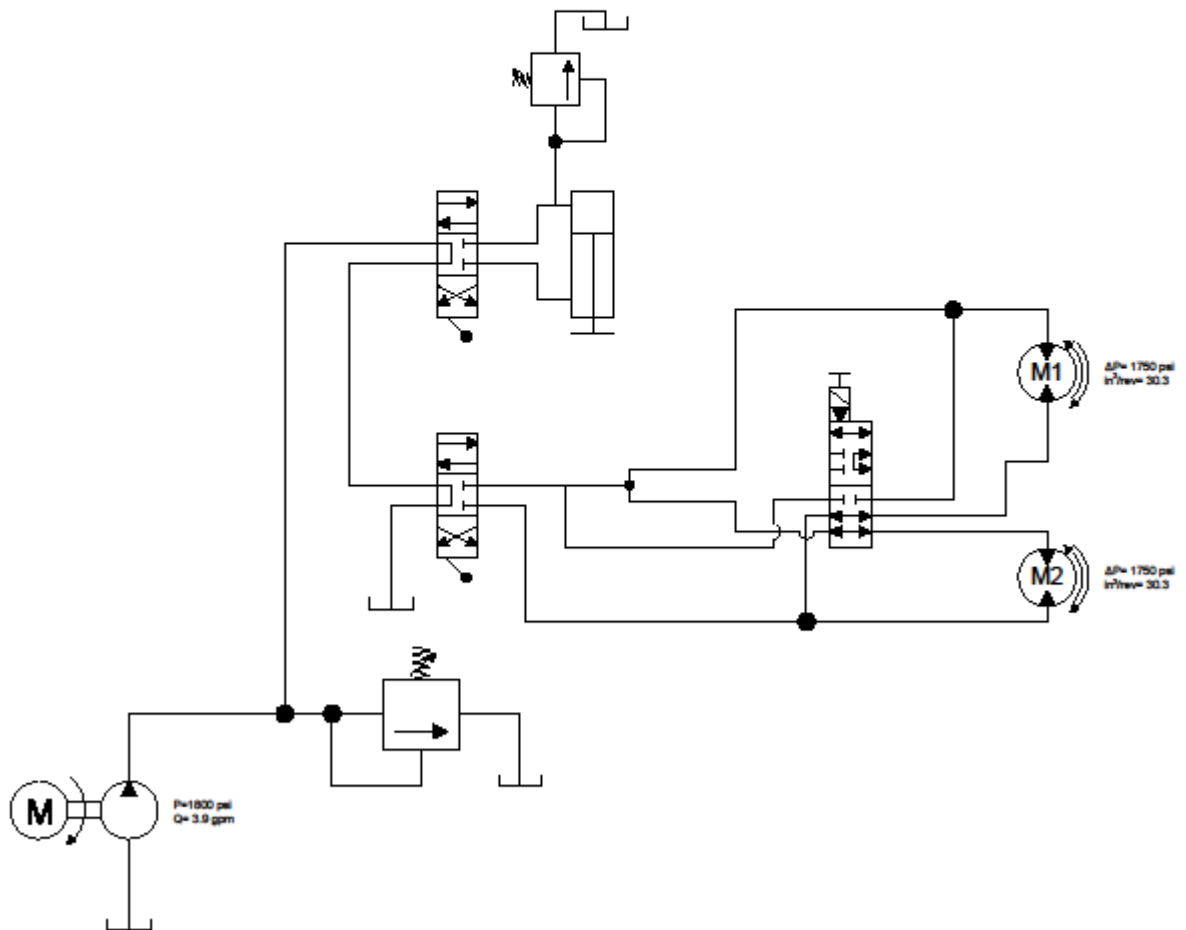 M1
ΔP= 1750 psi
in³/rev= 30.3
M2
ΔP= 1750 psi
in³/rev= 30.3
M
P=1800 psi
Q= 3.9 gpm